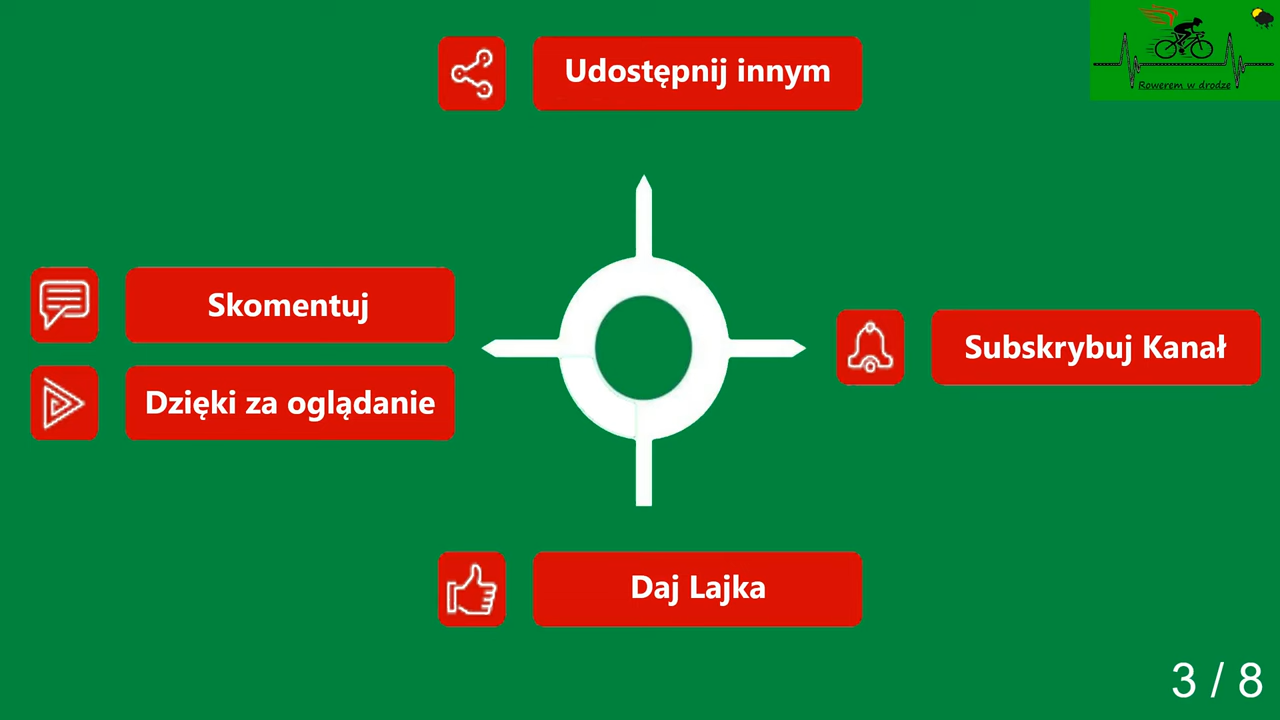 Udostępnij innym
Rowerem w drodze
Skomentuj
Subskrybuj Kanał
Dzięki za oglądanie
Daj Lajka
3 / 8